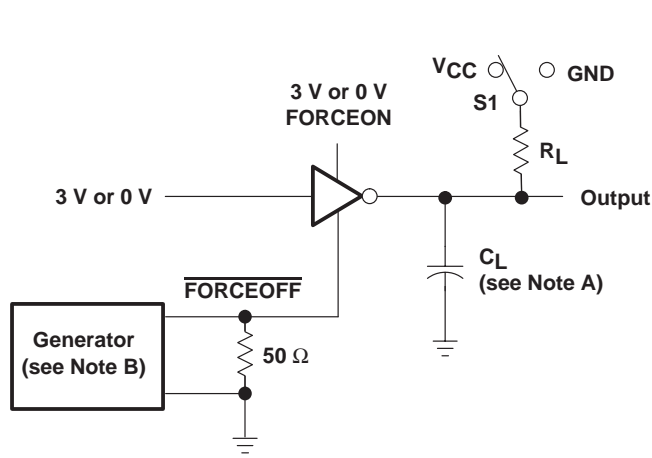 VCC
GND
S1
3 V or 0 V
FORCEON
RL
3 V or 0 V
Output
CL
(see Note A)
FORCEOFF
Generator
(see Note B)
50 Ω